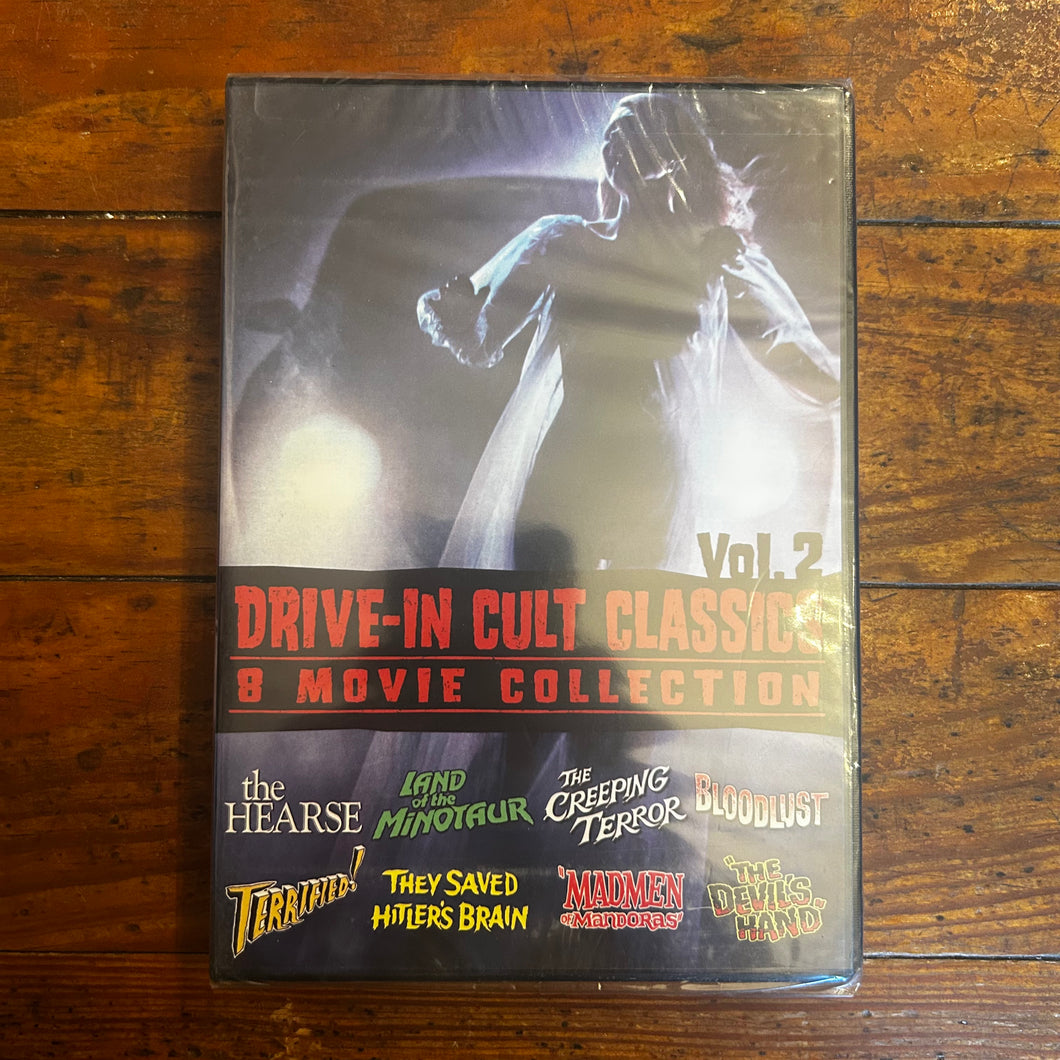 Vol. 2
DRIVE-IN CULT CLASSICS
8 MOVIE COLLECTION
the
HEARSE
LAND
of the
MINOTAUR
THE
CREEPING
TERROR
BLOODLUST
TERRIFIED!
THEY SAVED
HITLER'S BRAIN
"MADMEN
OF MANDORAS"
"THE
DEVIL'S
HAND